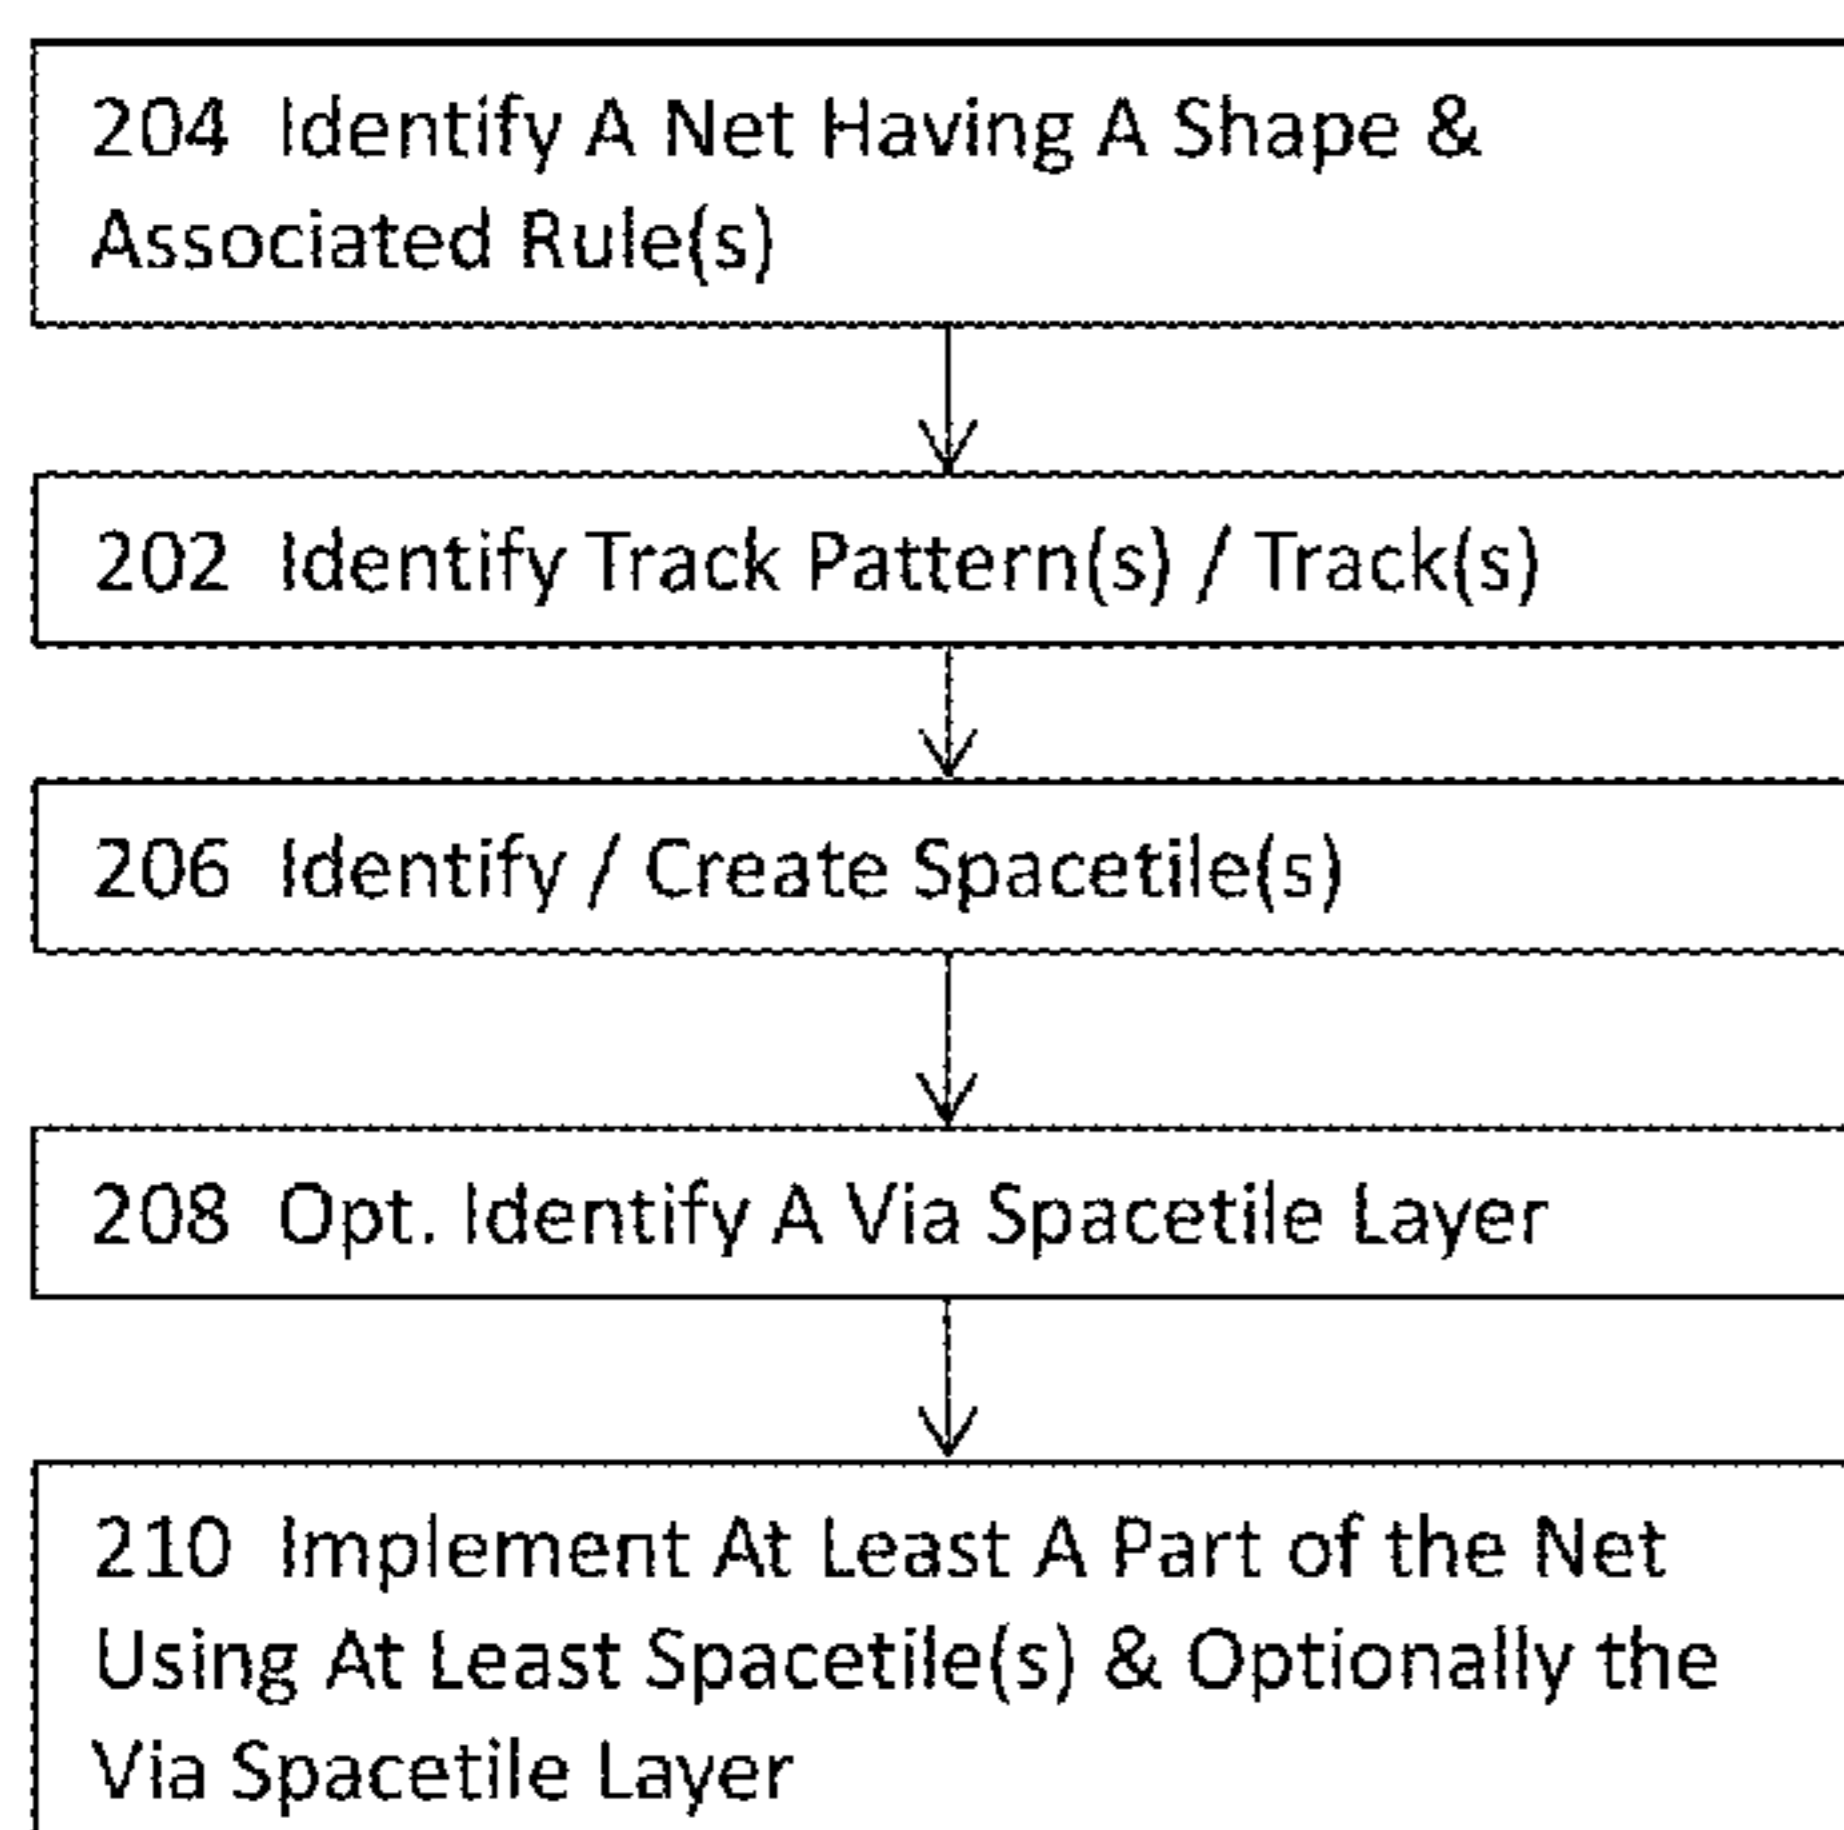 204 Identify A Net Having A Shape &
Associated Rule(s)
202 Identify Track Pattern(s) / Track(s)
206 Identify / Create Spacetile(s)
208 Opt. Identify A Via Spacetile Layer
210 Implement At Least A Part of the Net
Using At Least Spacetile(s) & Optionally the
Via Spacetile Layer